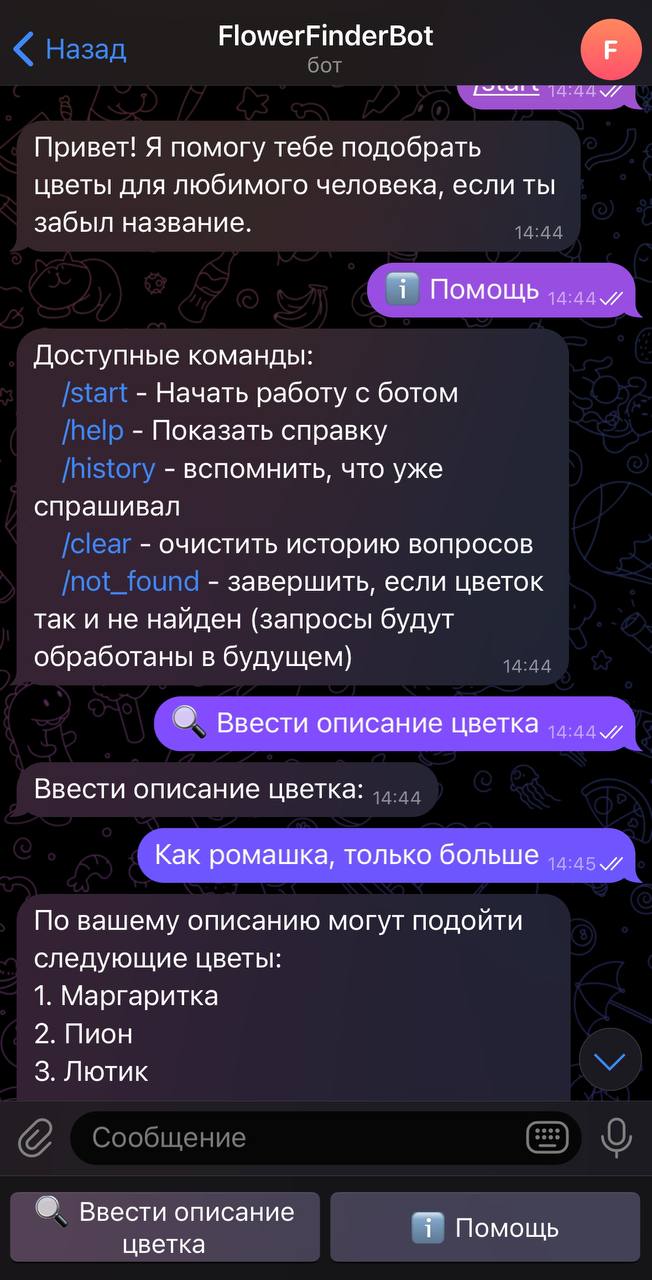 Назад
FlowerFinderBot
бот
F
/start 14:44
Привет! Я помогу тебе подобрать
цветы для любимого человека, если ты
забыл название.
14:44
Помощь 14:44
Доступные команды:
/start - Начать работу с ботом
/help - Показать справку
/history - вспомнить, что уже
спрашивал
/clear - очистить историю вопросов
/not_found - завершить, если цветок
так и не найден (запросы будут
обработаны в будущем)
14:44
Ввести описание цветка 14:44
Ввести описание цветка: 14:44
Как ромашка, только больше 14:45
По вашему описанию могут подойти
следующие цветы:
1. Маргаритка
2. Пион
3. Лютик
Сообщение
Ввести описание
цветка
Помощь